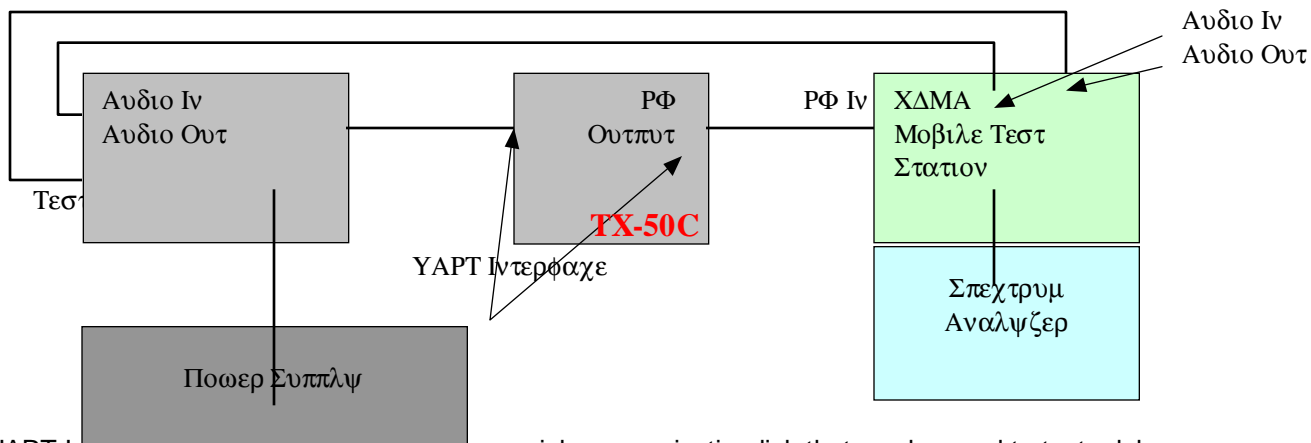 Αυδιο Ιν
Αυδιο Ουτ
Αυδιο Ιν
Αυδιο Ουτ
ΡΦ
Ουτπυτ
ΡΦ Ιν
ΧΔΜΑ
Μοβιλε Τεστ
Στατιον
Τεστ
TX-50C
ΥΑΡΤ Ιντερφαχε
Σπεχτρυμ
Αναλψζερ
Ποωερ Συππλψ